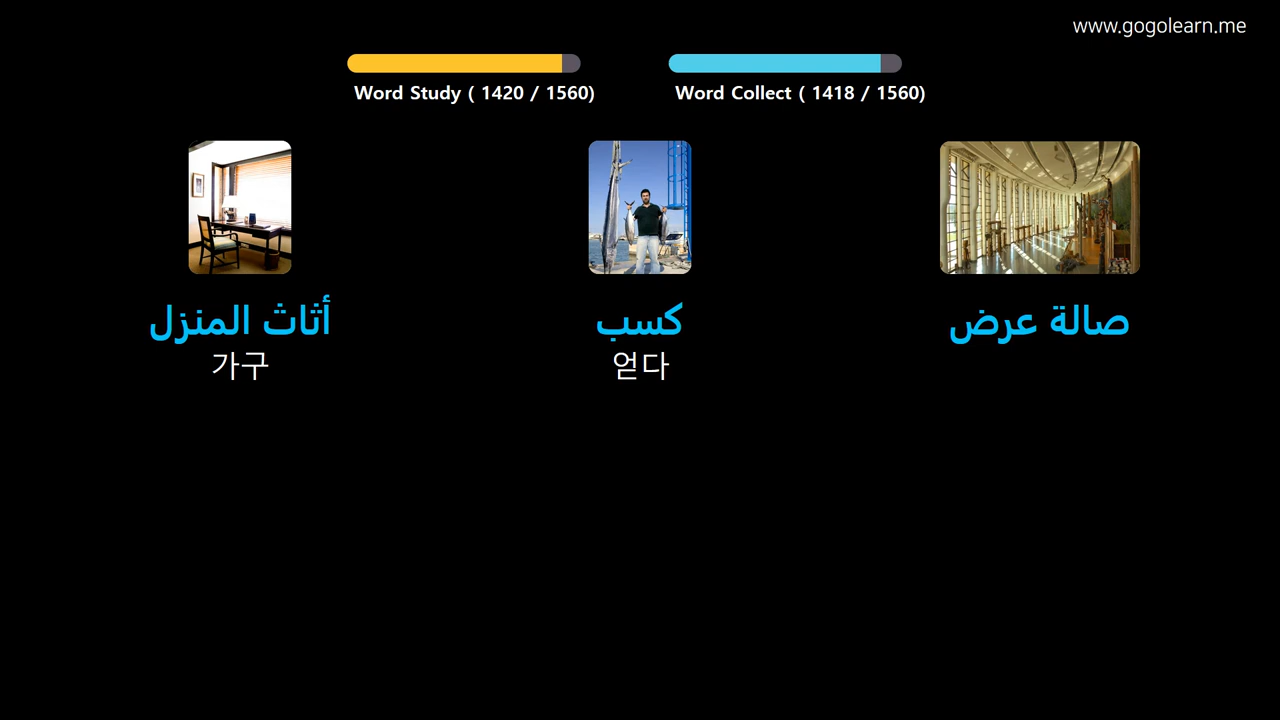 www.gogolearn.me
Word Study ( 1420 / 1560)
Word Collect ( 1418 / 1560)
أثاث المنزل
가구
كسب
얻다
صالة عرض